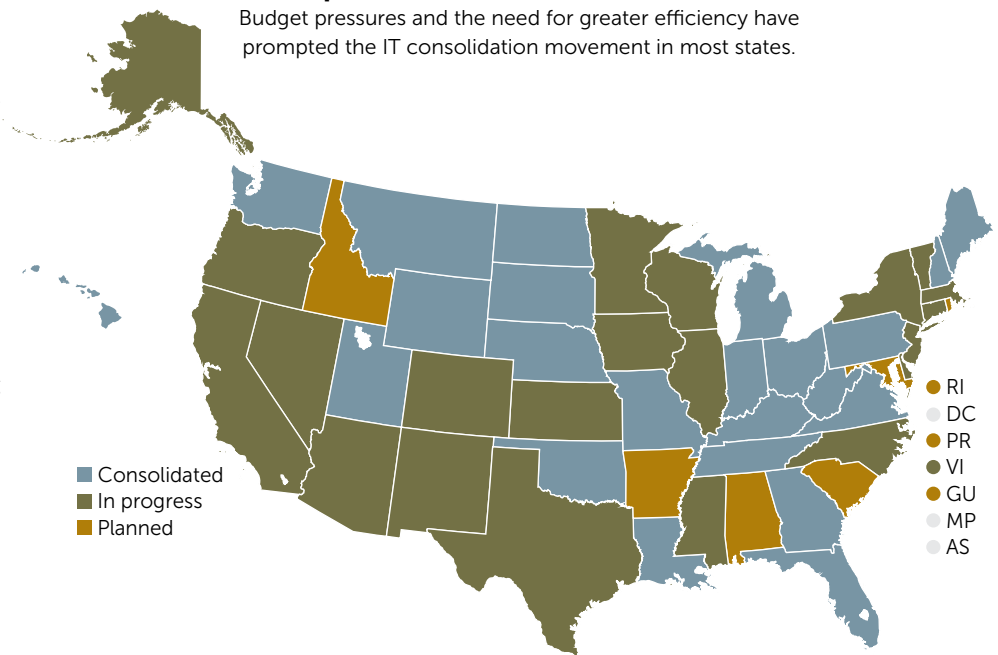 Budget pressures and the need for greater efficiency have
prompted the IT consolidation movement in most states.
Consolidated
In progress
Planned
RI
DC
PR
VI
GU
MP
AS